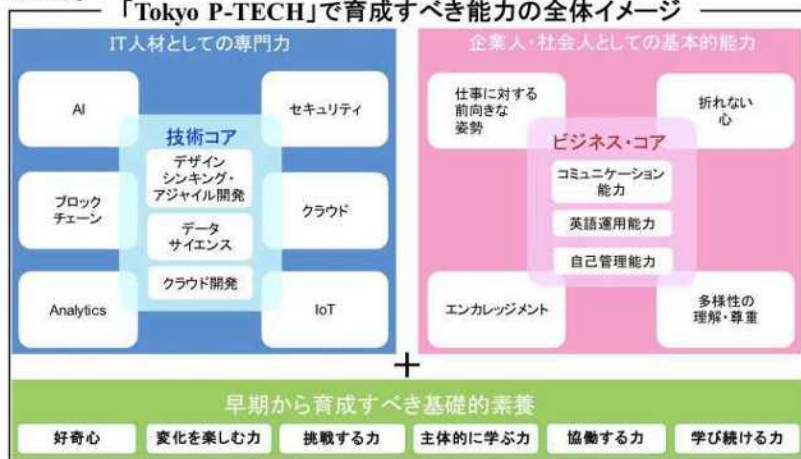 「Tokyo P-TECH」で育成すべき能力の全体イメージ
IT人材としての専門力
AI
セキュリティ
技術コア
デザイン
シンキング・
アジャイル開発
ブロック
チェーン
クラウド
データ
サイエンス
クラウド開発
Analytics
IoT
企業人・社会人としての基本的能力
仕事に対する
前向きな
姿勢
折れない
心
ビジネス・コア
コミュニケーション
能力
英語運用能力
自己管理能力
エンカレッジメント
多様性の
理解・尊重
+
早期から育成すべき基礎的素養
好奇心
変化を楽しむ力
挑戦する力
主体的に学ぶ力
協働する力
学び続ける力